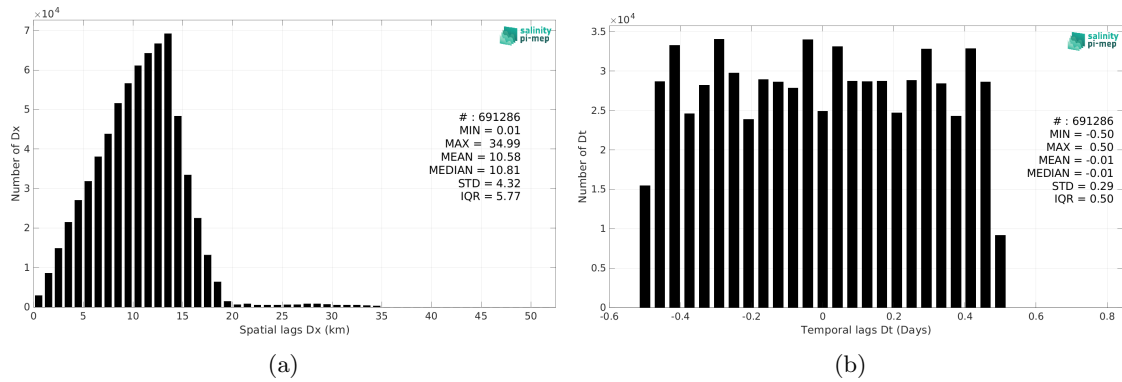 ×10⁴
7
6
5
4
3
2
1
0
Number of Dx
0 5 10 15 20 25 30 35 40 45 50
Spatial lags Dx (km)
salinity
pi-mep
# : 691286
MIN = 0.01
MAX = 34.99
MEAN = 10.58
MEDIAN = 10.81
STD = 4.32
IQR = 5.77
(a)
×10⁴
3.5
3
2.5
2
1.5
1
0.5
0
Number of Dt
-0.6 -0.4 -0.2 0 0.2 0.4 0.6 0.8
Temporal lags Dt (Days)
salinity
pi-mep
# : 691286
MIN = -0.50
MAX = 0.50
MEAN = -0.01
MEDIAN = -0.01
STD = 0.29
IQR = 0.50
(b)